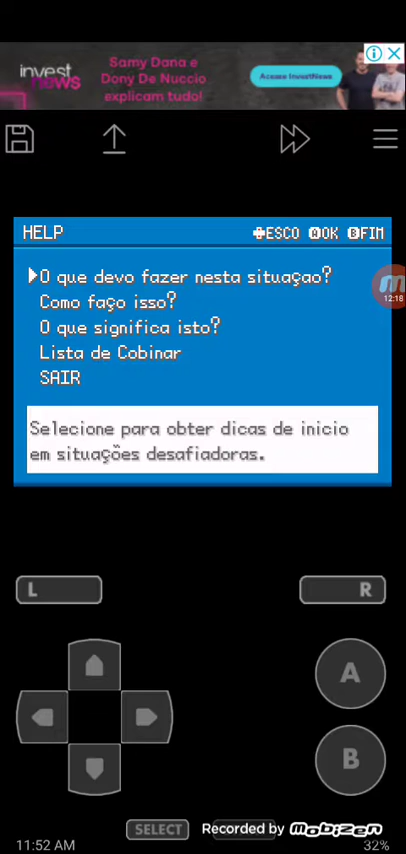 invest news
Samy Dana e
Dony De Nuccio
explicam tudo!
Acesse InvestNews
HELP
ESCO AOK BFIM
O que devo fazer nesta situaçao?
Como faço isso?
O que significa isto?
Lista de Cobinar
SAIR
12:18
Selecione para obter dicas de inicio
em situações desafiadoras.
L
R
A
B
SELECT
Recorded by mobizen
11:52 AM
32%